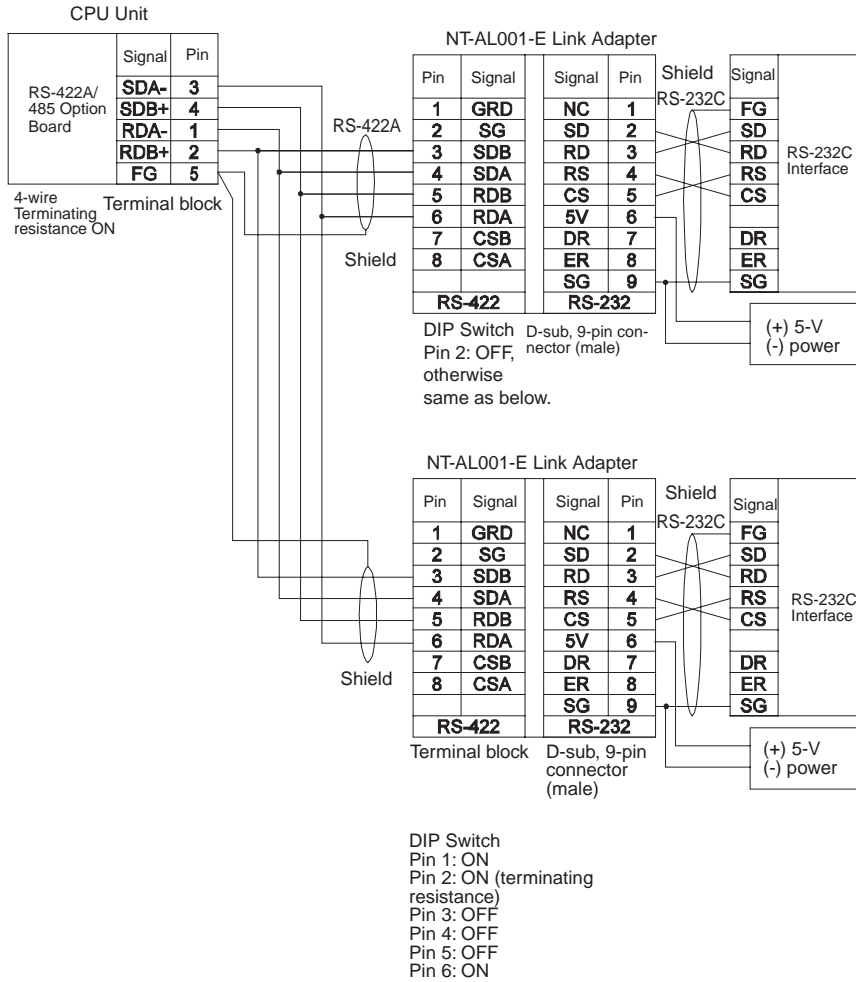 CPU Unit
Signal Pin
RS-422A/
485 Option
Board
SDA- 3
SDB+ 4
RDA- 1
RDB+ 2
FG 5
4-wire
Terminating
resistance ON
Terminal block
RS-422A
Shield
NT-AL001-E Link Adapter
Pin Signal Signal Pin
1 GRD NC 1
2 SG SD 2
3 SDB RD 3
4 SDA RS 4
5 RDB CS 5
6 RDA 5V 6
7 CSB DR 7
8 CSA ER 8
SG 9
RS-422 RS-232
Shield
RS-232C
Signal
FG
SD
RD
RS
CS
DR
ER
SG
RS-232C
Interface
DIP Switch
Pin 2: OFF,
otherwise
same as below.
D-sub, 9-pin con-
nector (male)
(+) 5-V
(-) power
NT-AL001-E Link Adapter
Pin Signal Signal Pin
1 GRD NC 1
2 SG SD 2
3 SDB RD 3
4 SDA RS 4
5 RDB CS 5
6 RDA 5V 6
7 CSB DR 7
8 CSA ER 8
SG 9
RS-422 RS-232
Shield
Shield
RS-232C
Signal
FG
SD
RD
RS
CS
DR
ER
SG
RS-232C
Interface
Terminal block
D-sub, 9-pin
connector
(male)
(+) 5-V
(-) power
DIP Switch
Pin 1: ON
Pin 2: ON (terminating
resistance)
Pin 3: OFF
Pin 4: OFF
Pin 5: OFF
Pin 6: ON